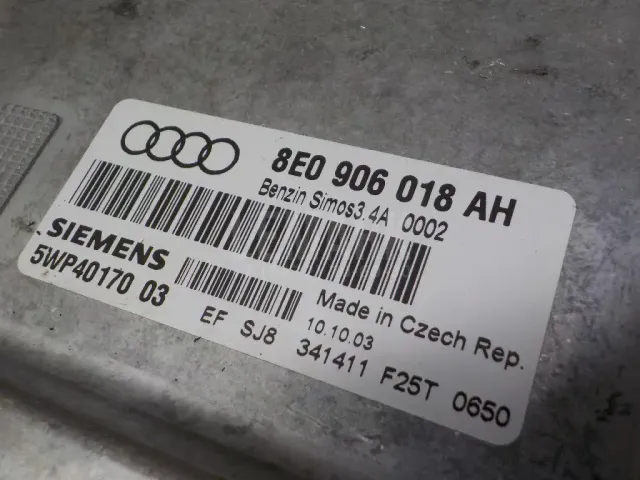 8E0 906 018 AH
Benzin Simos3.4A 0002
SIEMENS
5WP40170 03
Made in Czech Rep.
10.10.03
EF SJ8 341411 F25T 0650